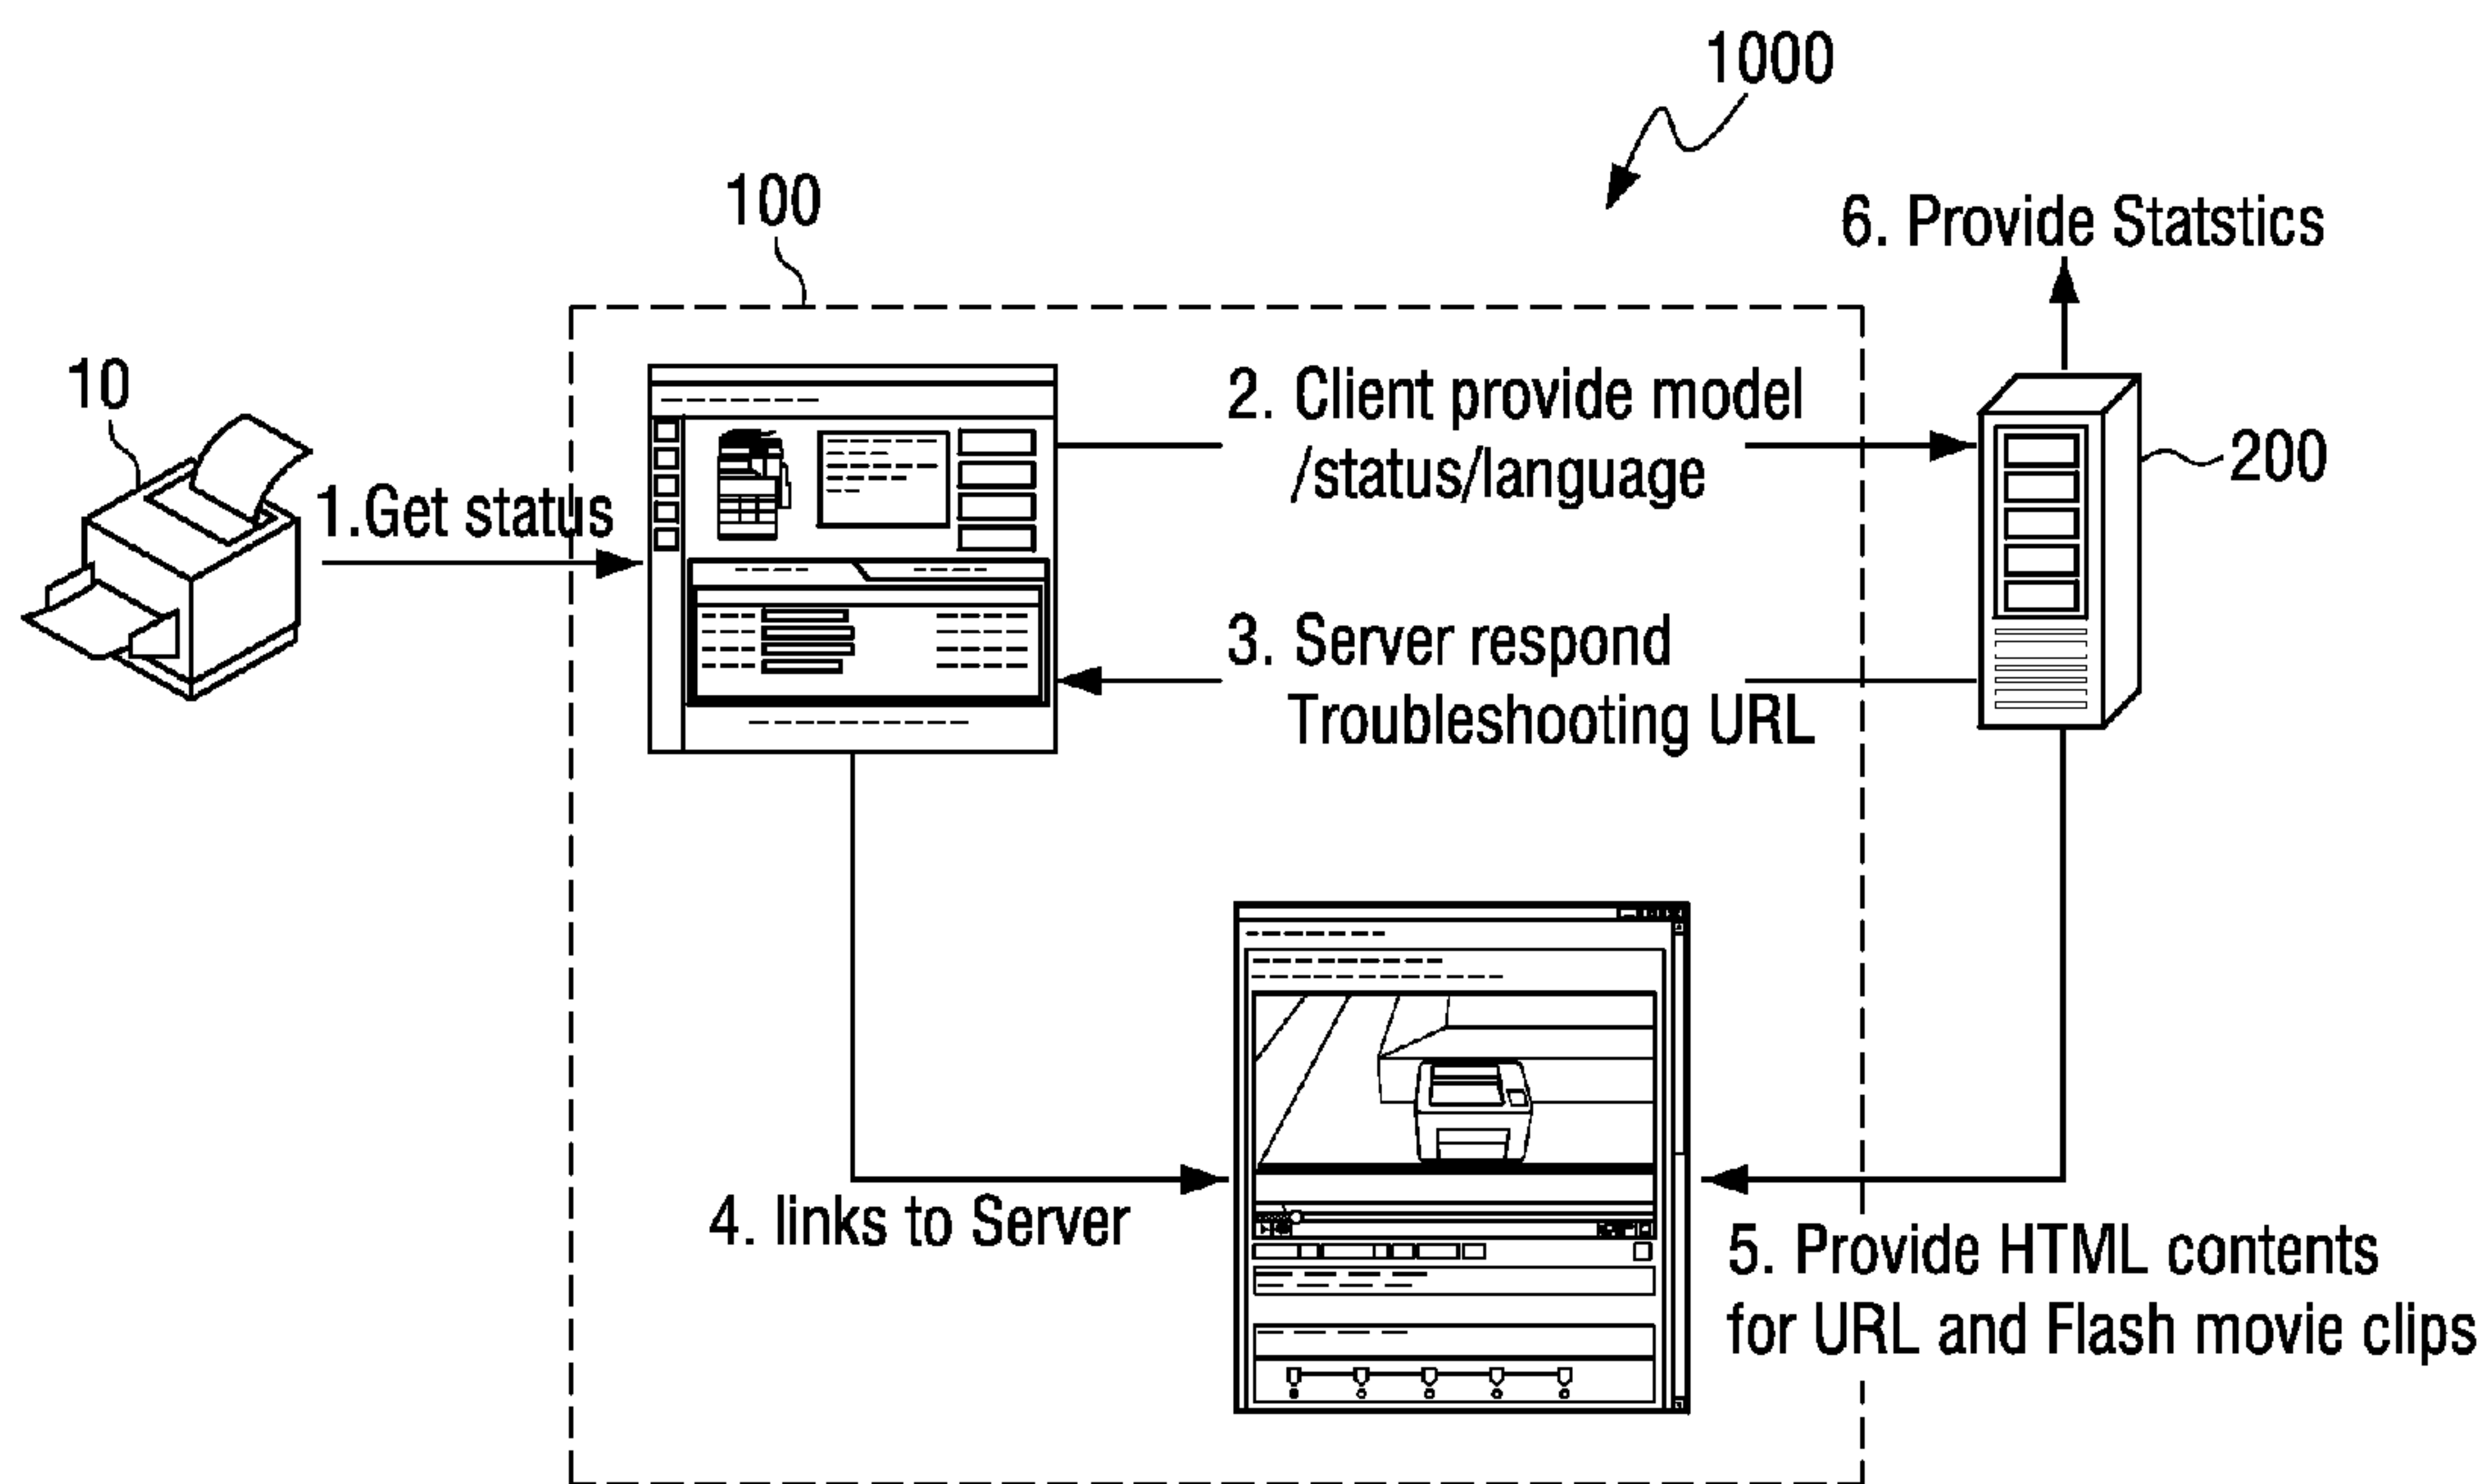 1000
100
6. Provide Statstics
10
2. Client provide model
/status/language
200
1.Get status
3. Server respond
Troubleshooting URL
4. links to Server
5. Provide HTML contents
for URL and Flash movie clips